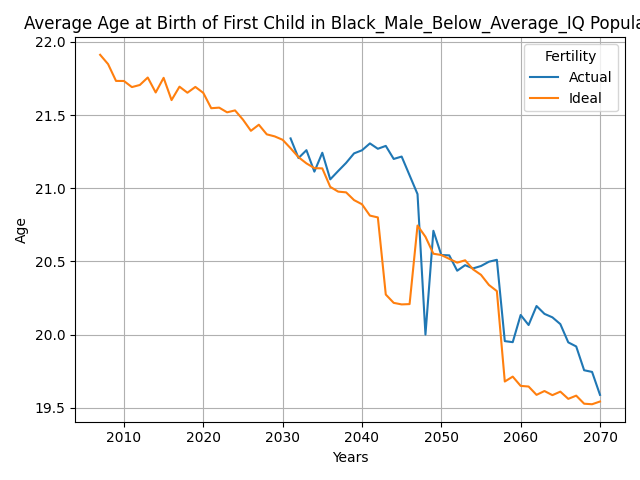 Average Age at Birth of First Child in Black_Male_Below_Average_IQ Popula
22.0
21.5
21.0
20.5
20.0
19.5
Age
Fertility
Actual
Ideal
2010 2020 2030 2040 2050 2060 2070
Years